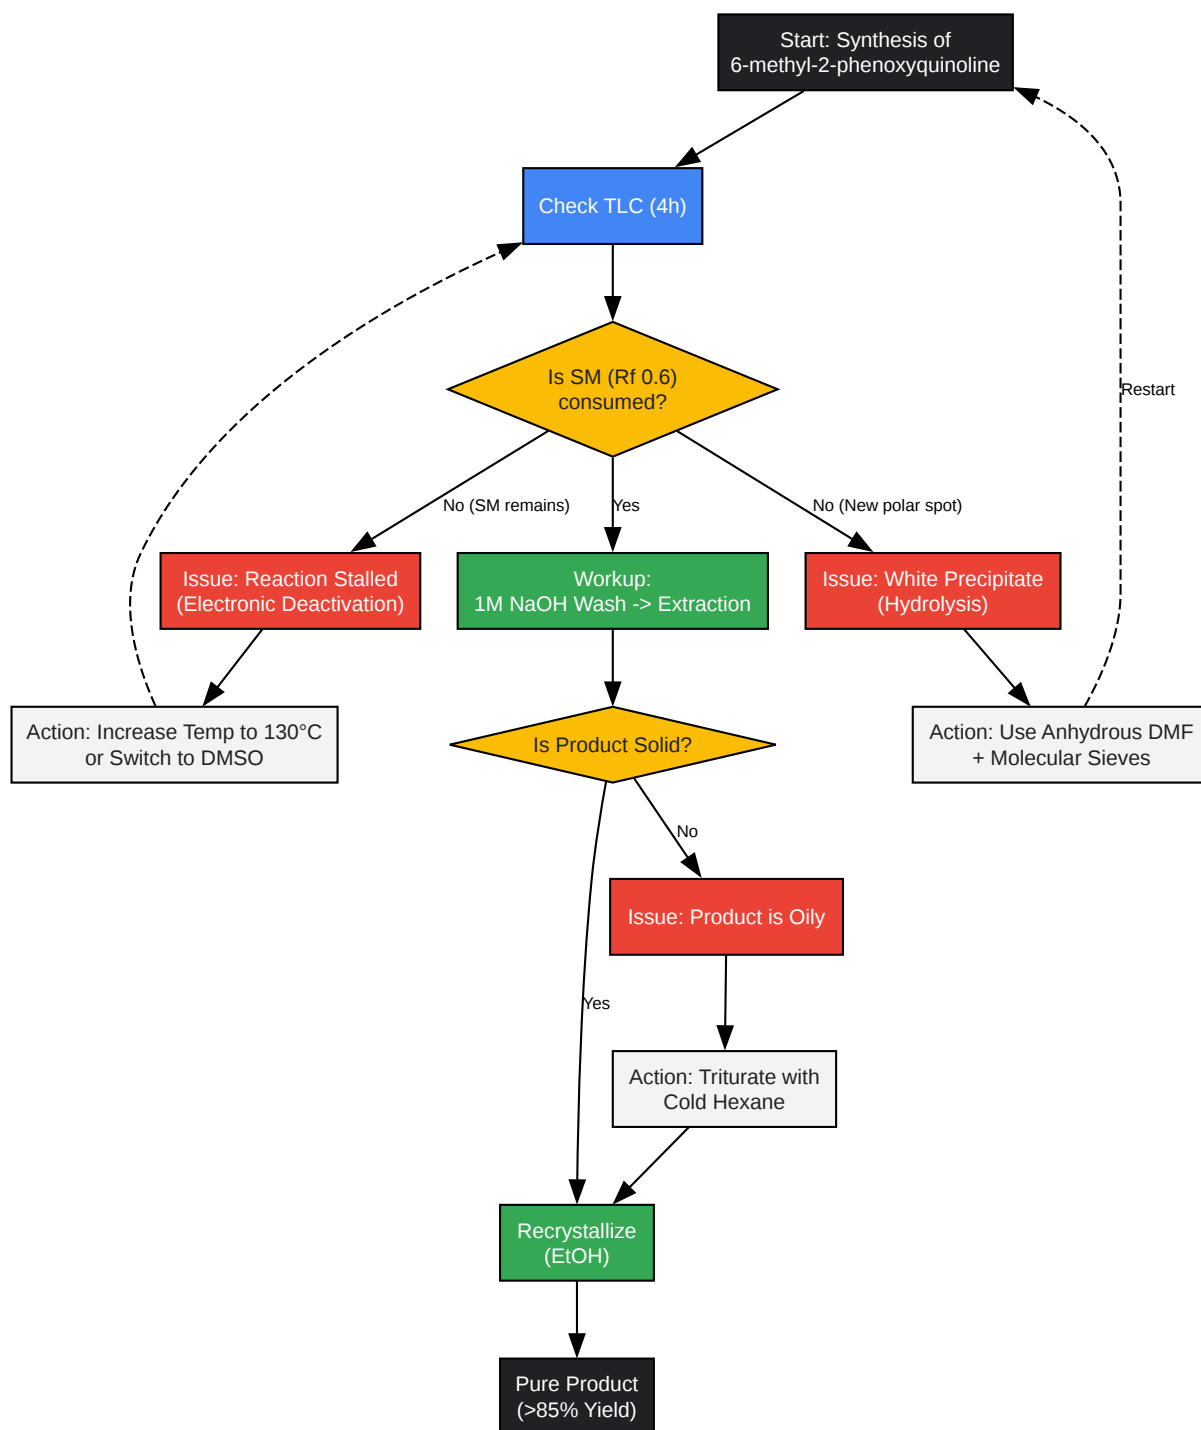 Start: Synthesis of
6-methyl-2-phenoxyquinoline
Check TLC (4h)
Is SM (Rf 0.6)
consumed?
Restart
No (SM remains)
Yes
No (New polar spot)
Issue: Reaction Stalled
(Electronic Deactivation)
Workup:
1M NaOH Wash -> Extraction
Issue: White Precipitate
(Hydrolysis)
Action: Increase Temp to 130°C
or Switch to DMSO
Is Product Solid?
Action: Use Anhydrous DMF
+ Molecular Sieves
No
Issue: Product is Oily
Yes
Action: Triturate with
Cold Hexane
Recrystallize
(EtOH)
Pure Product
(>85% Yield)